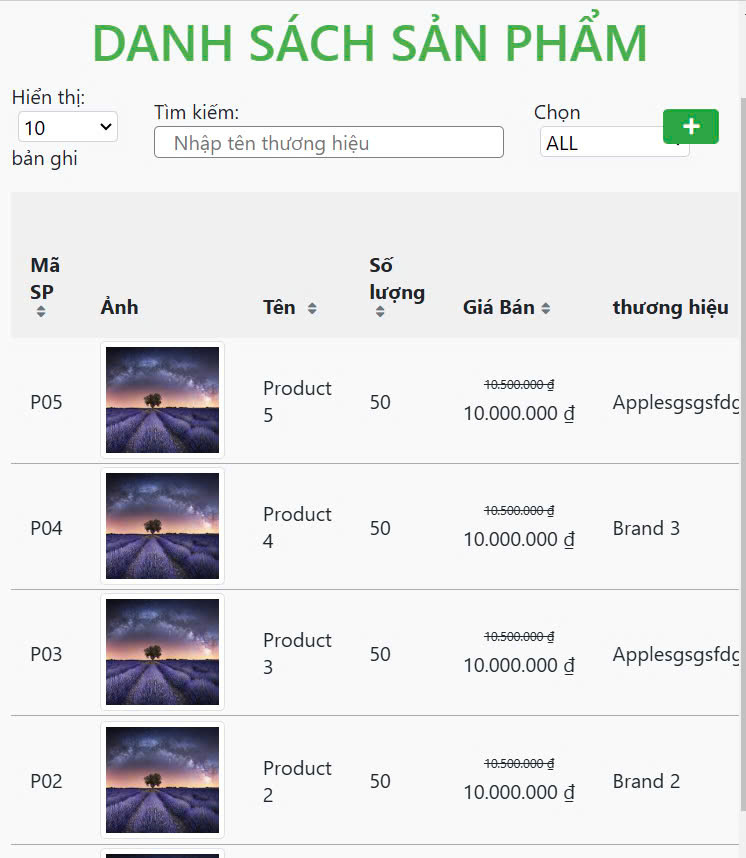 DANH SÁCH SẢN PHẨM
Hiển thị:
10
bản ghi
Tìm kiếm:
Nhập tên thương hiệu
Chọn
ALL
+
Mã
SP
Ảnh
Tên
Số
lượng
Giá Bán
thương hiệu
P05
Product
5
50
10.500.000 ₫
10.000.000 ₫
Applesgsgsfdg
P04
Product
4
50
10.500.000 ₫
10.000.000 ₫
Brand 3
P03
Product
3
50
10.500.000 ₫
10.000.000 ₫
Applesgsgsfdg
P02
Product
2
50
10.500.000 ₫
10.000.000 ₫
Brand 2